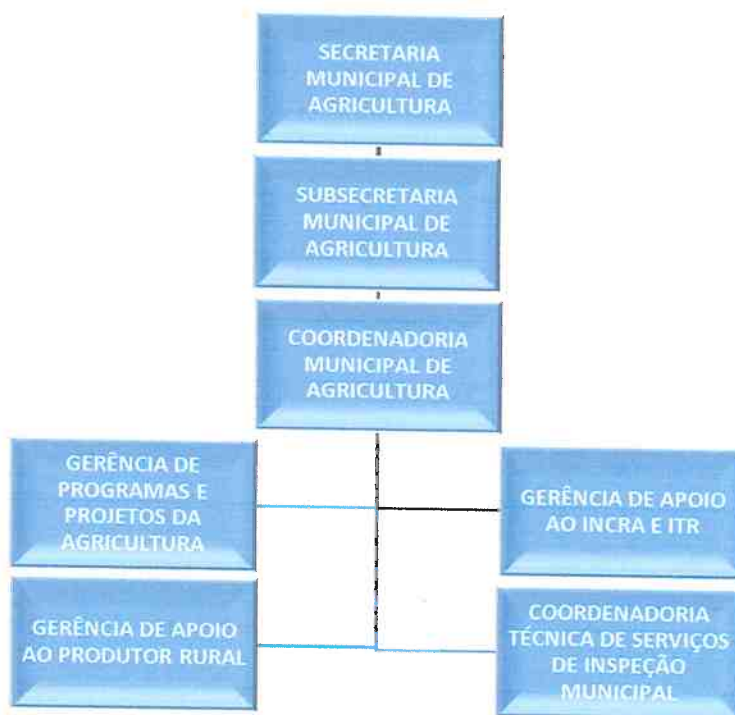 SECRETARIA
MUNICIPAL DE
AGRICULTURA
SUBSECRETARIA
MUNICIPAL DE
AGRICULTURA
COORDENADORIA
MUNICIPAL DE
AGRICULTURA
GERÊNCIA DE
PROGRAMAS E
PROJETOS DA
AGRICULTURA
GERÊNCIA DE APOIO
AO INCRA E ITR
GERÊNCIA DE APOIO
AO PRODUTOR RURAL
COORDENADORIA
TÉCNICA DE SERVIÇOS
DE INSPEÇÃO
MUNICIPAL